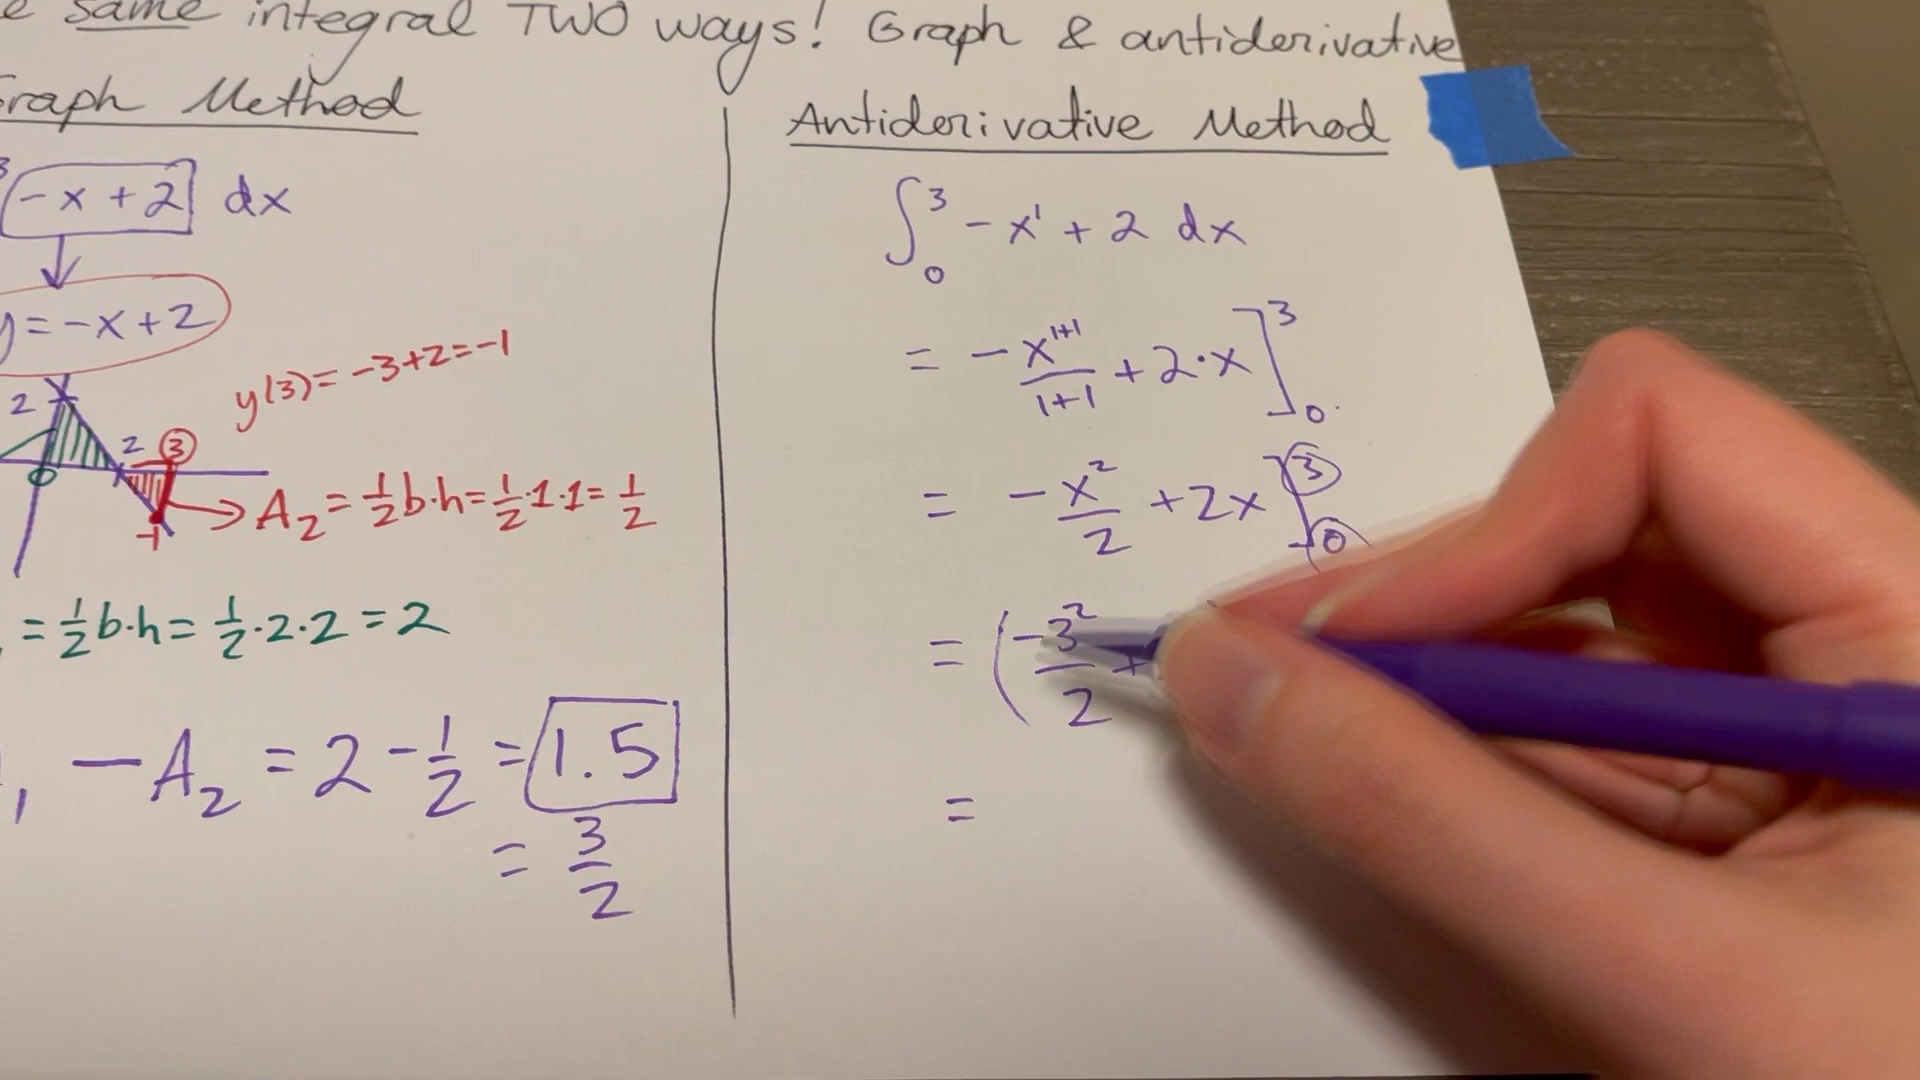 same integral TWO ways! Graph & antiderivative
Graph Method
-x + 2 dx
y = -x + 2
y(3) = -3+2 = -1
2
2 3
0
-1
A₂ = 1/2 b·h = 1/2·1·1 = 1/2
= 1/2 b·h = 1/2·2·2 = 2
₁ - A₂ = 2 - 1/2 = 1.5
= 3/2
Antiderivative Method
∫₀³ -x¹ + 2 dx
= -x¹⁺¹/1+1 + 2·x]₀³
= -x²/2 + 2x]₀³
= (-3²/2 +
=